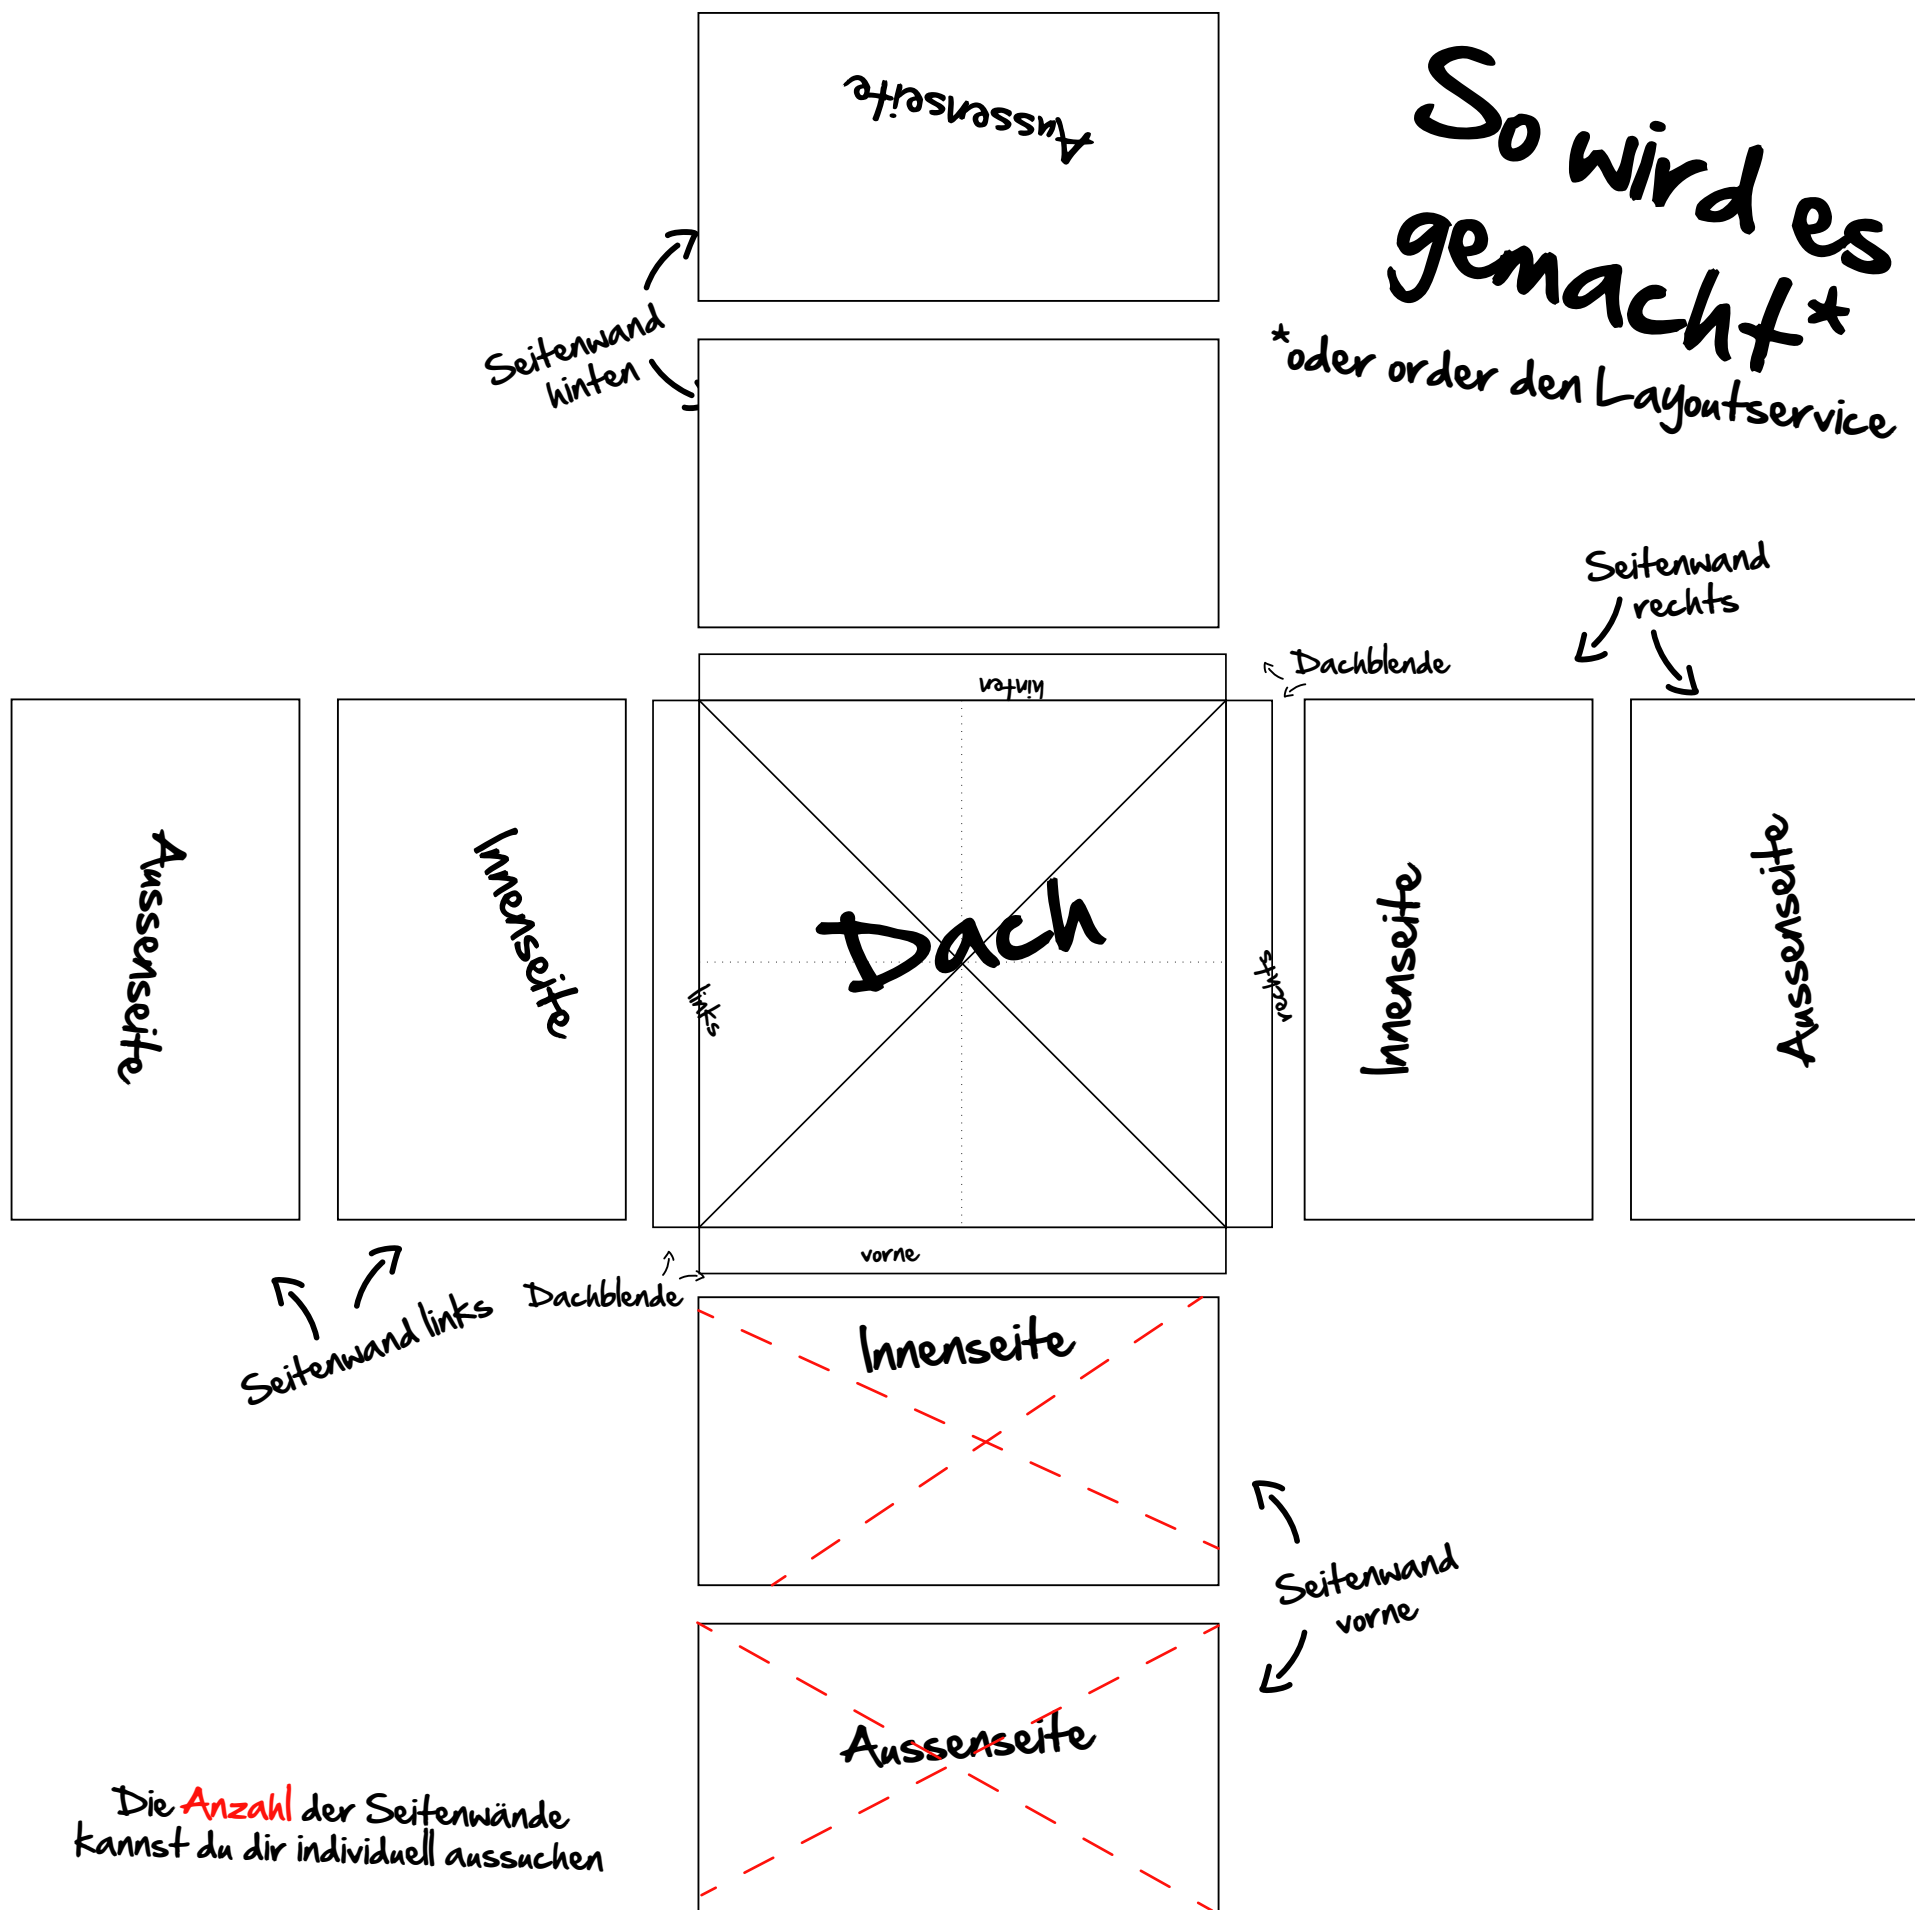 Aussenseite
So wird es
gemacht*
*oder order den Layoutservice
Seitenwand
hinten
Seitenwand
rechts
Dachblende
hinten
Aussenseite
Innenseite
Dach
links
rechts
Innenseite
Aussenseite
vorne
Dachblende
Seitenwand links
Innenseite
Seitenwand
vorne
Aussenseite
Die Anzahl der Seitenwände
kannst du dir individuell aussuchen